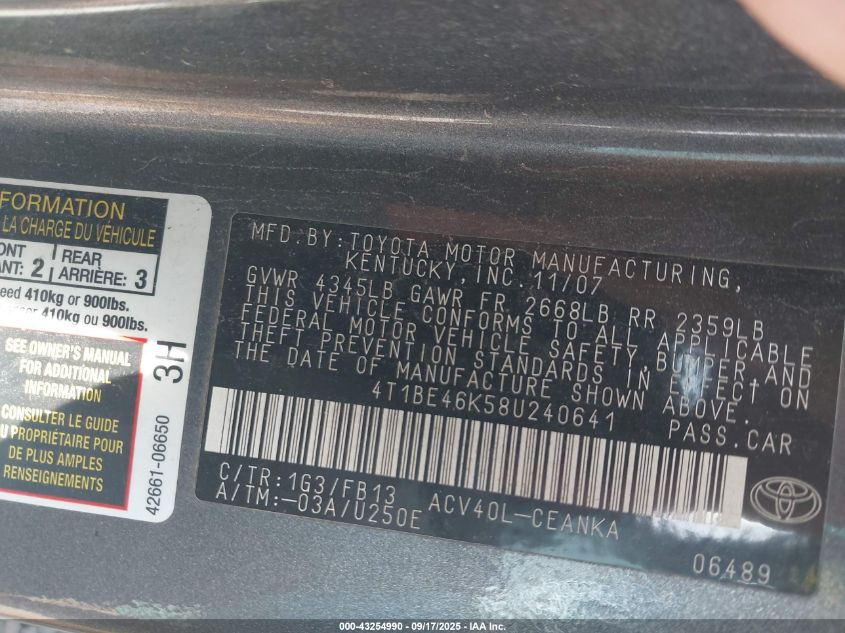 FORMATION
LA CHARGE DU VÉHICULE
ONT
ANT: 2
REAR
ARRIÈRE: 3
eed 410kg or 900lbs.
sser 410kg ou 900lbs.
SEE OWNER'S MANUAL
FOR ADDITIONAL
INFORMATION
CONSULTER LE GUIDE
DU PROPRIÉTAIRE POUR
DE PLUS AMPLES
RENSEIGNEMENTS
3H
42661-06650
MFD.BY:TOYOTA MOTOR MANUFACTURING,
KENTUCKY,INC.11/07
GVWR 4345LB GAWR FR 2668LB RR 2359LB
THIS VEHICLE CONFORMS TO ALL APPLICABLE
FEDERAL MOTOR VEHICLE SAFETY,BUMPER,AND
THEFT PREVENTION STANDARDS IN EFFECT ON
THE DATE OF MANUFACTURE SHOWN ABOVE.
4T1BE46K58U240641 PASS.CAR
C/TR:1G3/FB13
A/TM:-03A/U250E
ACV40L-CEANKA
06489
000-43254990 - 09/17/2025 - IAA Inc.